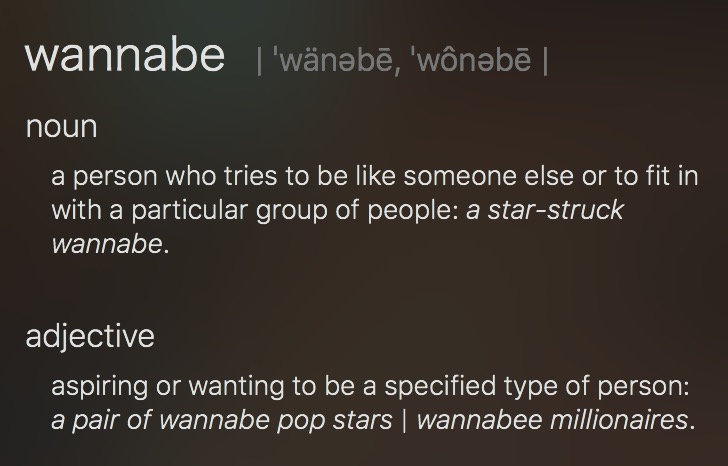 wannabe | ˈwänəbē, ˈwônəbē |
noun
a person who tries to be like someone else or to fit in
with a particular group of people: a star-struck
wannabe.
adjective
aspiring or wanting to be a specified type of person:
a pair of wannabe pop stars | wannabee millionaires.